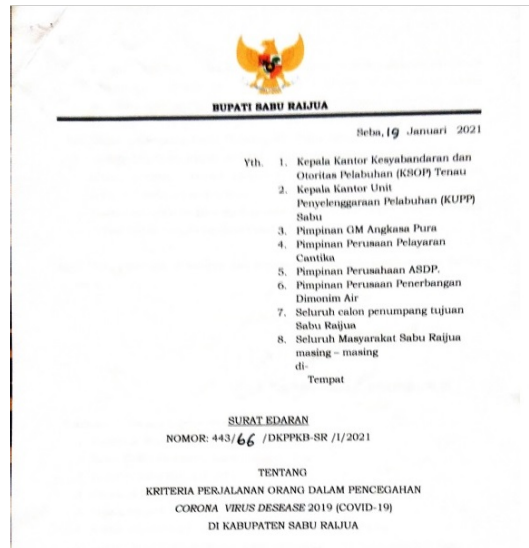 BUPATI SABU RAIJUA
Seba, 19 Januari 2021
Yth. 1. Kepala Kantor Kesyabandaran dan
Otoritas Pelabuhan (KSOP) Tenau
2. Kepala Kantor Unit
Penyelenggaraan Pelabuhan (KUPP)
Sabu
3. Pimpinan GM Angkasa Pura
4. Pimpinan Perusaan Pelayaran
Cantika
5. Pimpinan Perusahaan ASDP.
6. Pimpinan Perusaan Penerbangan
Dimonim Air
7. Seluruh calon penumpang tujuan
Sabu Raijua
8. Seluruh Masyarakat Sabu Raijua
masing – masing
di-
Tempat
SURAT EDARAN
NOMOR: 443/66 /DKPPKB-SR /I/2021
TENTANG
KRITERIA PERJALANAN ORANG DALAM PENCEGAHAN
CORONA VIRUS DESEASE 2019 (COVID-19)
DI KABUPATEN SABU RAIJUA